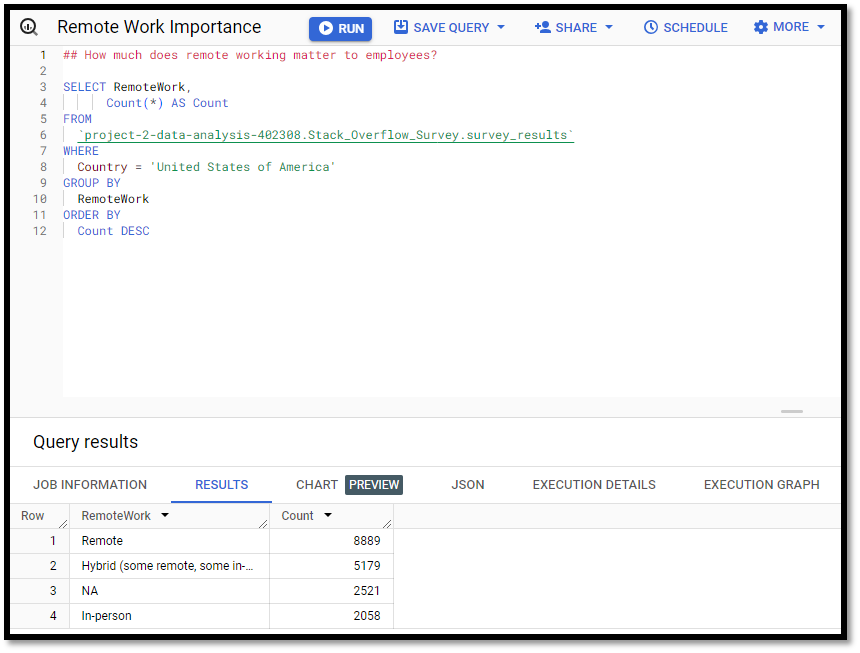 Remote Work Importance RUN SAVE QUERY SHARE SCHEDULE MORE
1 ## How much does remote working matter to employees?
2
3 SELECT RemoteWork,
4 Count(*) AS Count
5 FROM
6 `project-2-data-analysis-402308.Stack_Overflow_Survey.survey_results`
7 WHERE
8 Country = 'United States of America'
9 GROUP BY
10 RemoteWork
11 ORDER BY
12 Count DESC
Query results
JOB INFORMATION RESULTS CHART PREVIEW JSON EXECUTION DETAILS EXECUTION GRAPH
Row RemoteWork Count
1 Remote 8889
2 Hybrid (some remote, some in-... 5179
3 NA 2521
4 In-person 2058